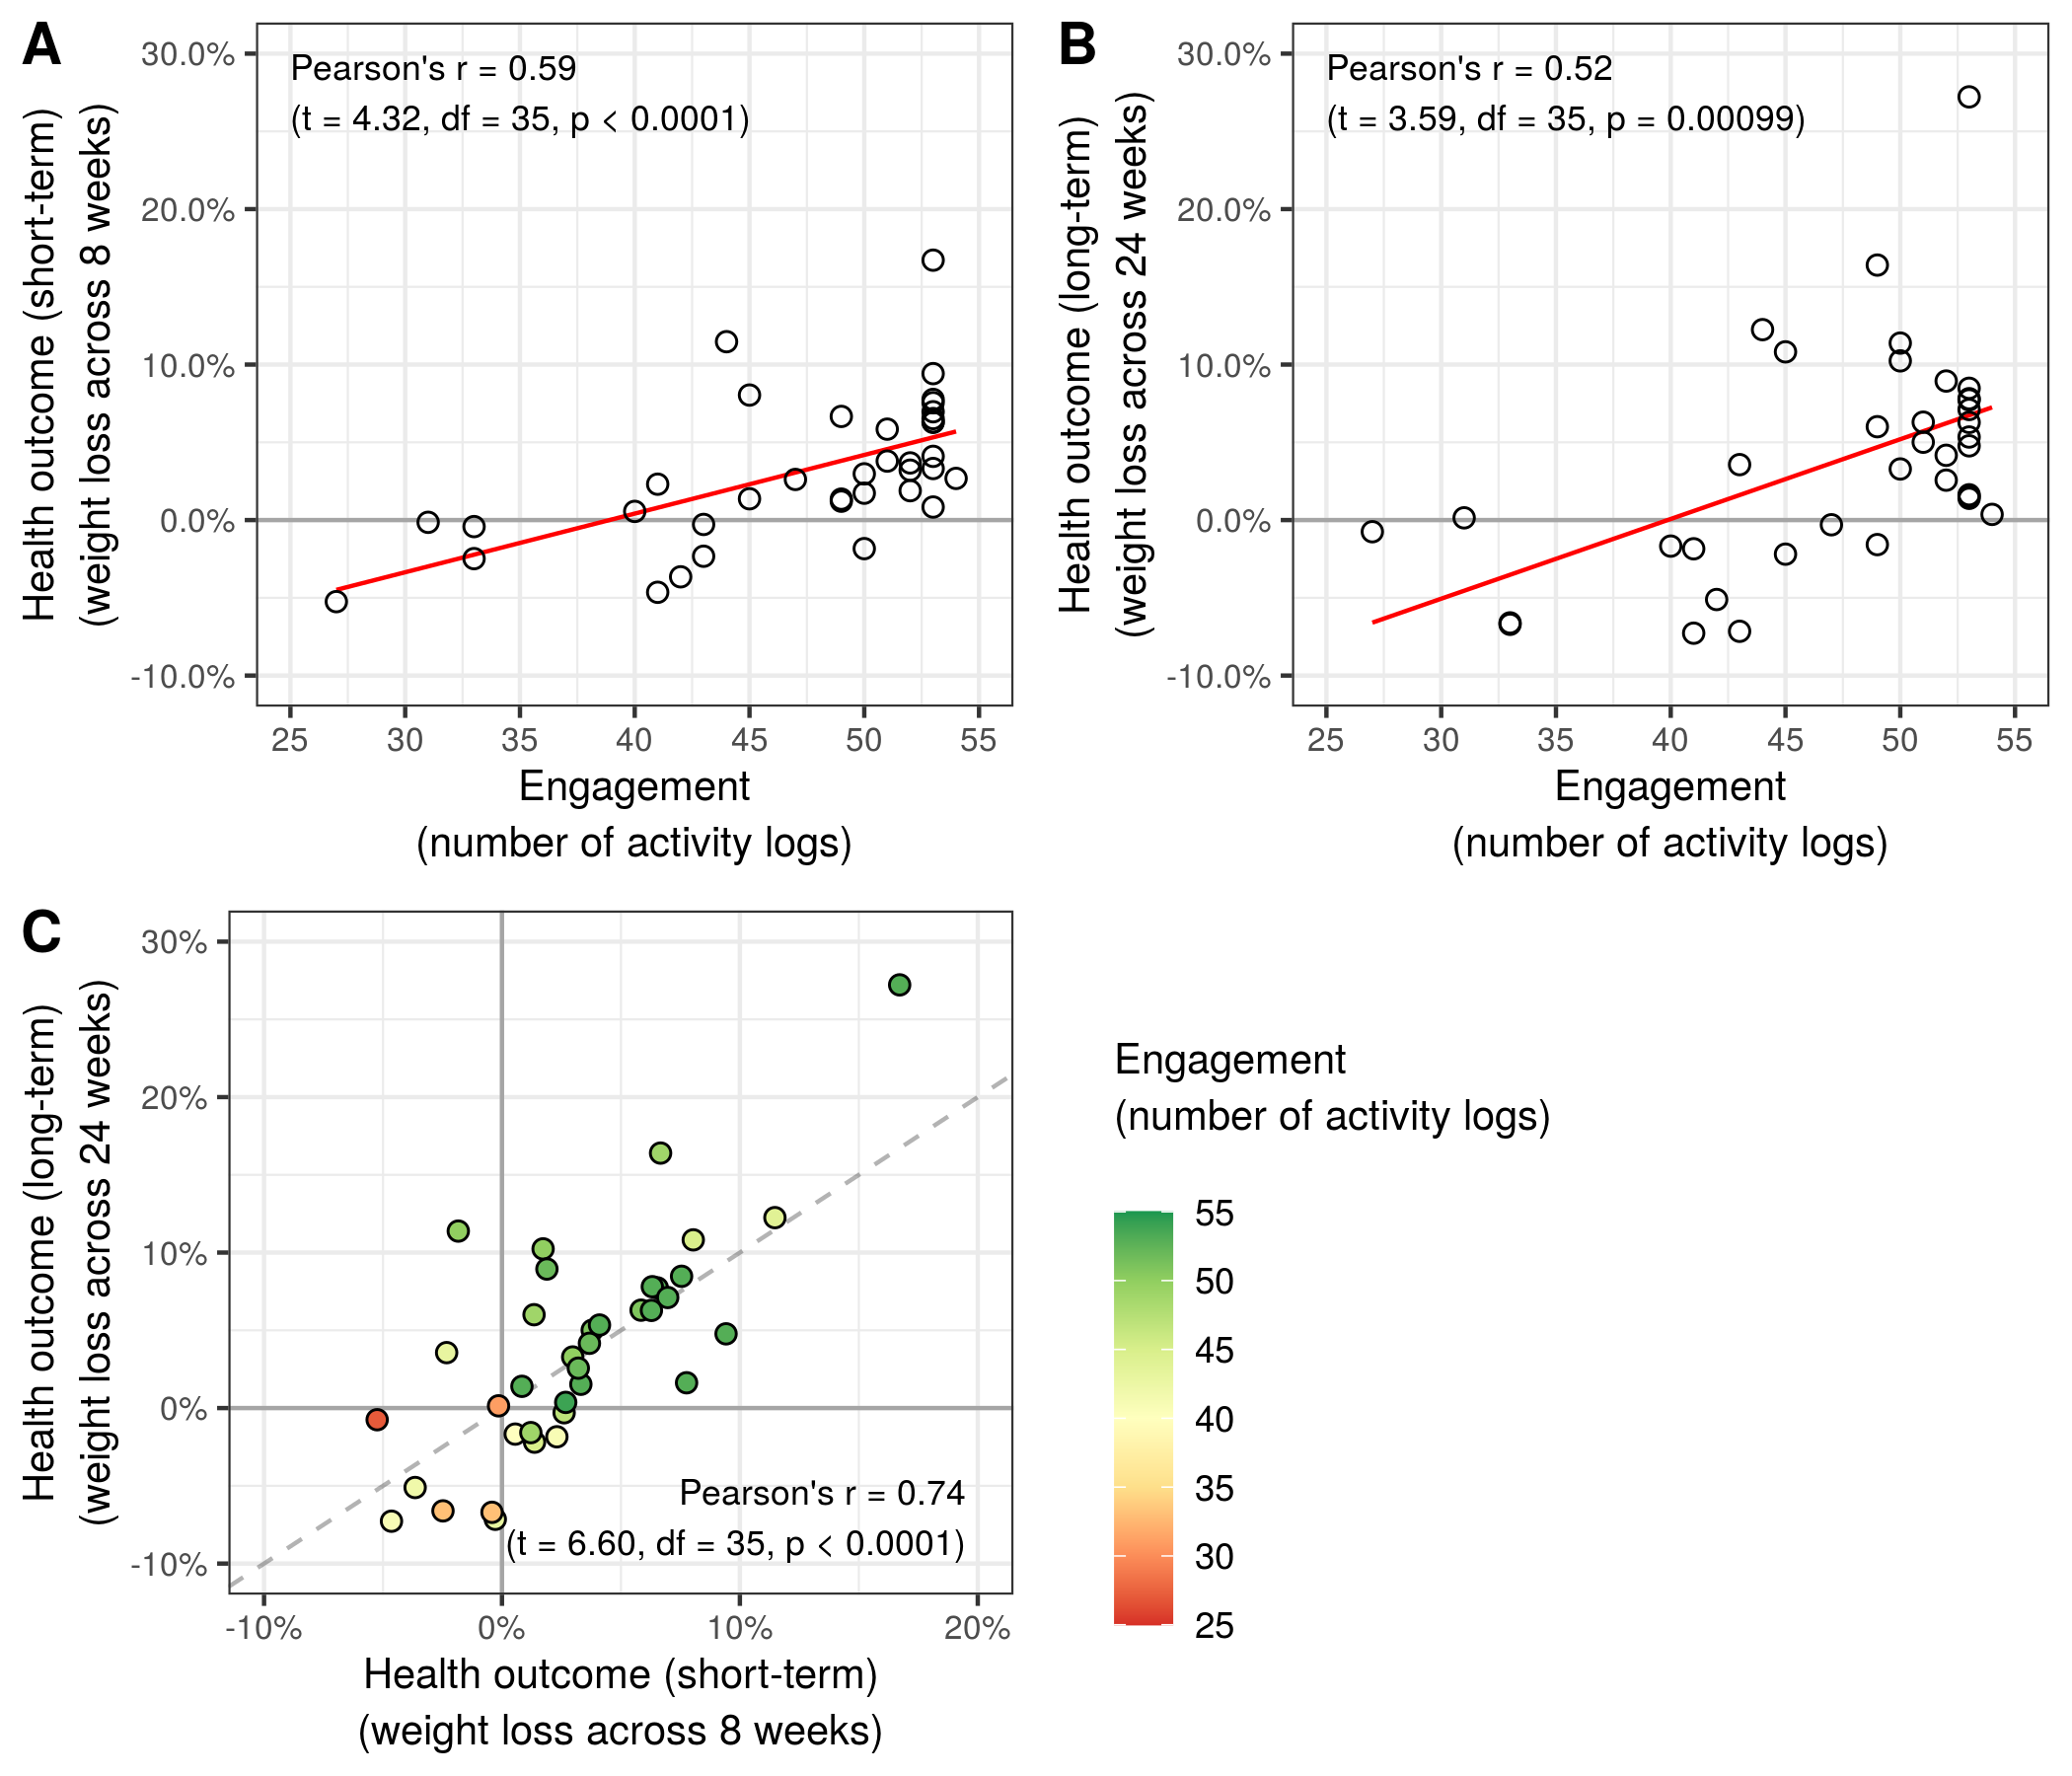 A
Health outcome (short-term)
(weight loss across 8 weeks)
30.0%
20.0%
10.0%
0.0%
-10.0%
Pearson's r = 0.59
(t = 4.32, df = 35, p < 0.0001)
25 30 35 40 45 50 55
Engagement
(number of activity logs)
B
Health outcome (long-term)
(weight loss across 24 weeks)
30.0%
20.0%
10.0%
0.0%
-10.0%
Pearson's r = 0.52
(t = 3.59, df = 35, p = 0.00099)
25 30 35 40 45 50 55
Engagement
(number of activity logs)
C
Health outcome (long-term)
(weight loss across 24 weeks)
30%
20%
10%
0%
-10%
Pearson's r = 0.74
(t = 6.60, df = 35, p < 0.0001)
-10% 0% 10% 20%
Health outcome (short-term)
(weight loss across 8 weeks)
Engagement
(number of activity logs)
55
50
45
40
35
30
25